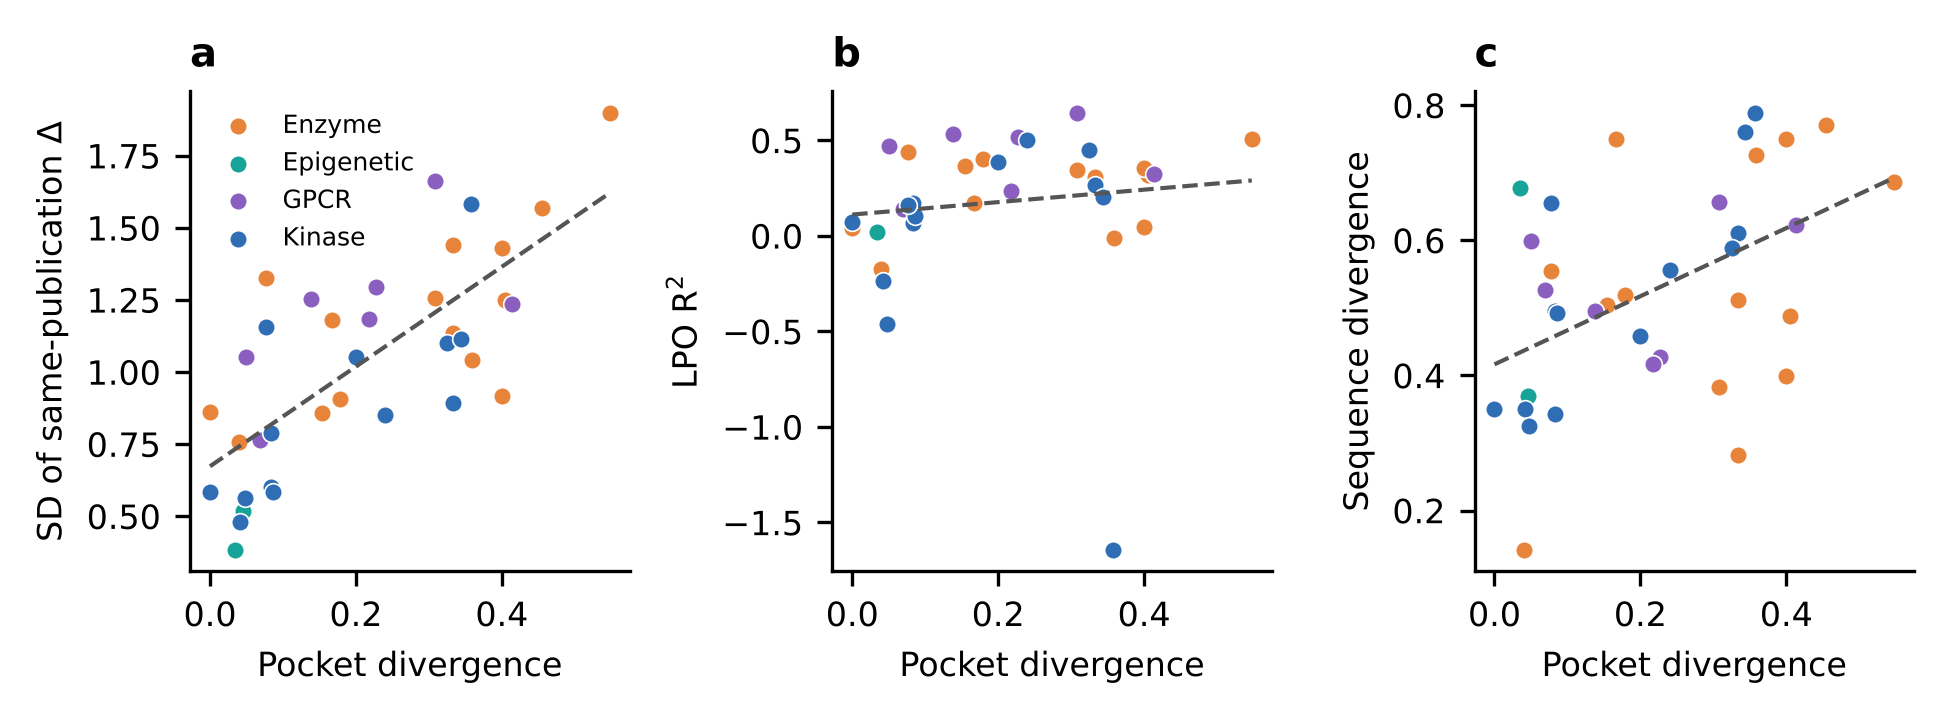 a
SD of same-publication Δ
1.75
1.50
1.25
1.00
0.75
0.50
Enzyme
Epigenetic
GPCR
Kinase
0.0 0.2 0.4
Pocket divergence
b
LPO R²
0.5
0.0
−0.5
−1.0
−1.5
0.0 0.2 0.4
Pocket divergence
c
Sequence divergence
0.8
0.6
0.4
0.2
0.0 0.2 0.4
Pocket divergence